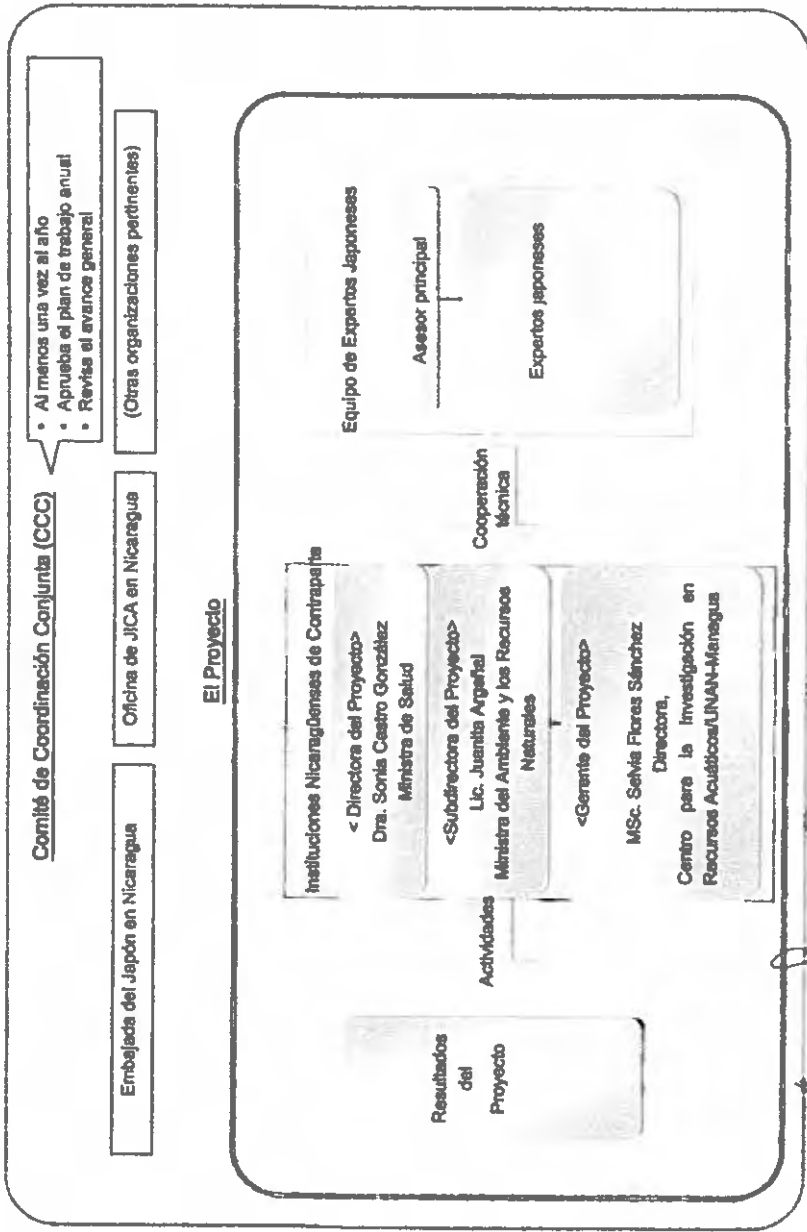 Comité de Coordinación Conjunta (CCC)
• Al menos una vez al año
• Aprueba el plan de trabajo anual
• Revisa el avance general
Embajada del Japón en Nicaragua
Oficina de JICA en Nicaragua
(Otras organizaciones pertinentes)
El Proyecto
Resultados
del
Proyecto
Actividades
Instituciones Nicaragüenses de Contraparte
< Directora del Proyecto>
Dra. Sonia Castro González
Ministra de Salud
<Subdirectora del Proyecto>
Lic. Juanita Argeñal
Ministra del Ambiente y los Recursos
Naturales
<Gerente del Proyecto>
MSc. Selvia Flores Sánchez
Directora,
Centro para la Investigación en
Recursos Acuáticos/UNAN-Managua
Cooperación
técnica
Equipo de Expertos Japoneses
Asesor principal
Expertos japoneses